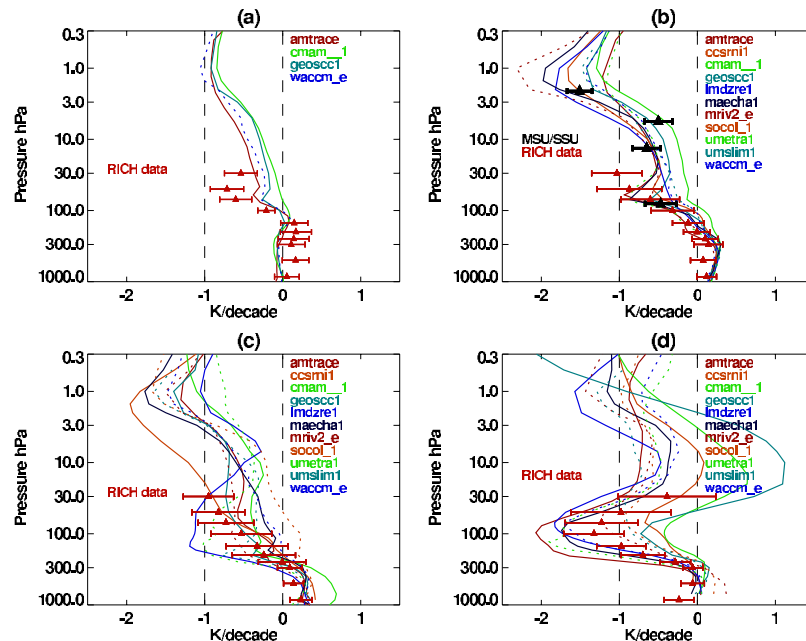 (a)
0.3
1.0
3.0
10.0
30.0
100.0
300.0
1000.0
Pressure hPa
amtrace
cmam__1
geoscc1
waccm_e
RICH data
-2
-1
0
1
K/decade
(b)
0.3
1.0
3.0
10.0
30.0
100.0
300.0
1000.0
Pressure hPa
amtrace
ccsrni1
cmam__1
geoscc1
lmdzre1
maecha1
mriv2_e
socol_1
umetra1
umslim1
waccm_e
MSU/SSU
RICH data
-2
-1
0
1
K/decade
(c)
0.3
1.0
3.0
10.0
30.0
100.0
300.0
1000.0
Pressure hPa
amtrace
ccsrni1
cmam__1
geoscc1
lmdzre1
maecha1
mriv2_e
socol_1
umetra1
umslim1
waccm_e
RICH data
-2
-1
0
1
K/decade
(d)
0.3
1.0
3.0
10.0
30.0
100.0
300.0
1000.0
Pressure hPa
amtrace
ccsrni1
cmam__1
geoscc1
lmdzre1
maecha1
mriv2_e
socol_1
umetra1
umslim1
waccm_e
RICH data
-2
-1
0
1
K/decade